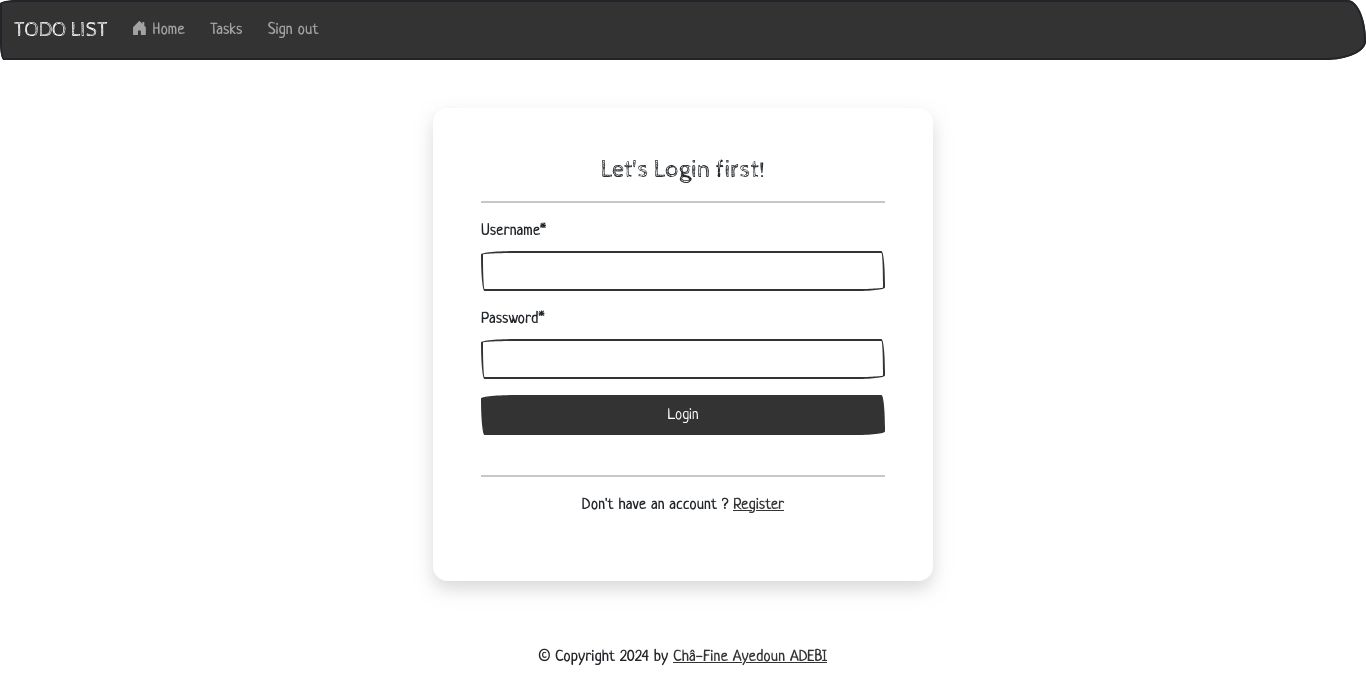 TODO LIST Home Tasks Sign out
Let's Login first!
Username*
Password*
Login
Don't have an account ? Register
© Copyright 2024 by Châ-Fine Ayedoun ADEBI